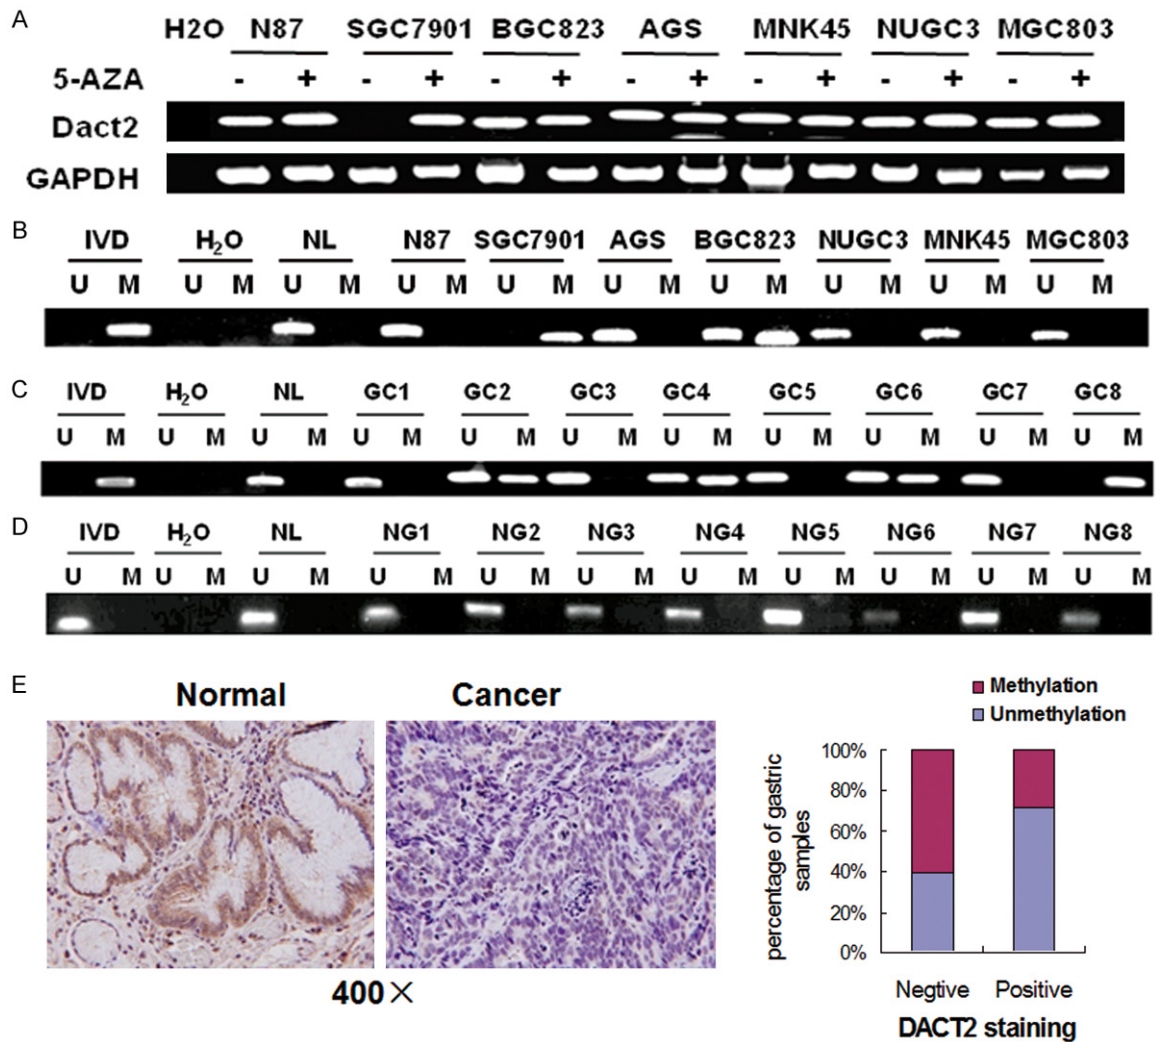 A
H2O N87 SGC7901 BGC823 AGS MNK45 NUGC3 MGC803
5-AZA - + - + - + - + - + - + - +
Dact2
GAPDH
B
IVD H₂O NL N87 SGC7901 AGS BGC823 NUGC3 MNK45 MGC803
U M U M U M U M U M U M U M U M U M U M
C
IVD H₂O NL GC1 GC2 GC3 GC4 GC5 GC6 GC7 GC8
U M U M U M U M U M U M U M U M U M U M U M
D
IVD H₂O NL NG1 NG2 NG3 NG4 NG5 NG6 NG7 NG8
U M U M U M U M U M U M U M U M U M U M U M
E
Normal Cancer
400×
Methylation
Unmethylation
percentage of gastric
samples
100%
80%
60%
40%
20%
0%
Negtive Positive
DACT2 staining